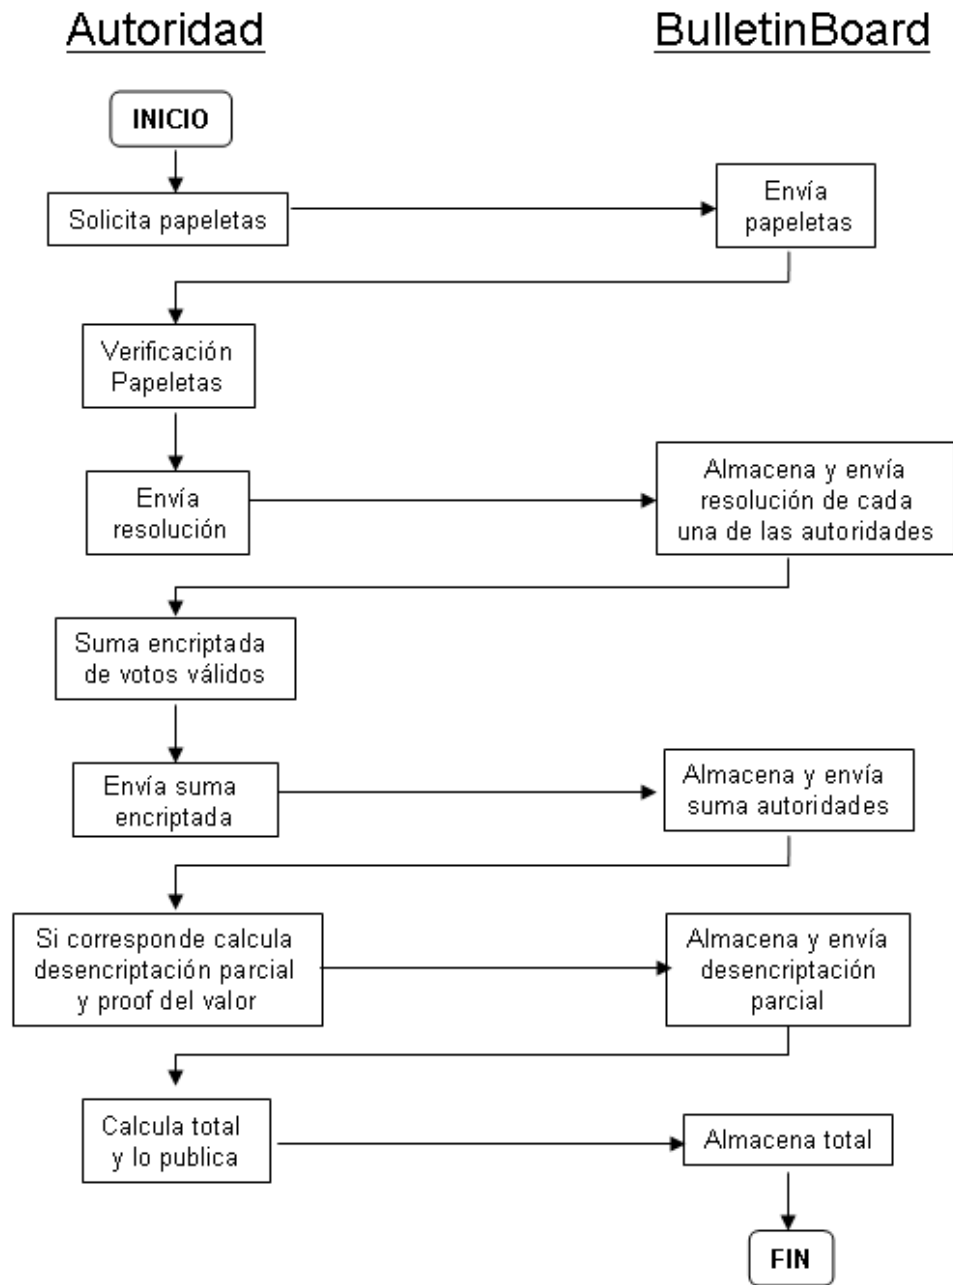 Autoridad
BulletinBoard
INICIO
Solicita papeletas
Envía
papeletas
Verificación
Papeletas
Envía
resolución
Almacena y envía
resolución de cada
una de las autoridades
Suma encriptada
de votos válidos
Envía suma
encriptada
Almacena y envía
suma autoridades
Si corresponde calcula
desencriptación parcial
y proof del valor
Almacena y envía
desencriptación
parcial
Calcula total
y lo publica
Almacena total
FIN